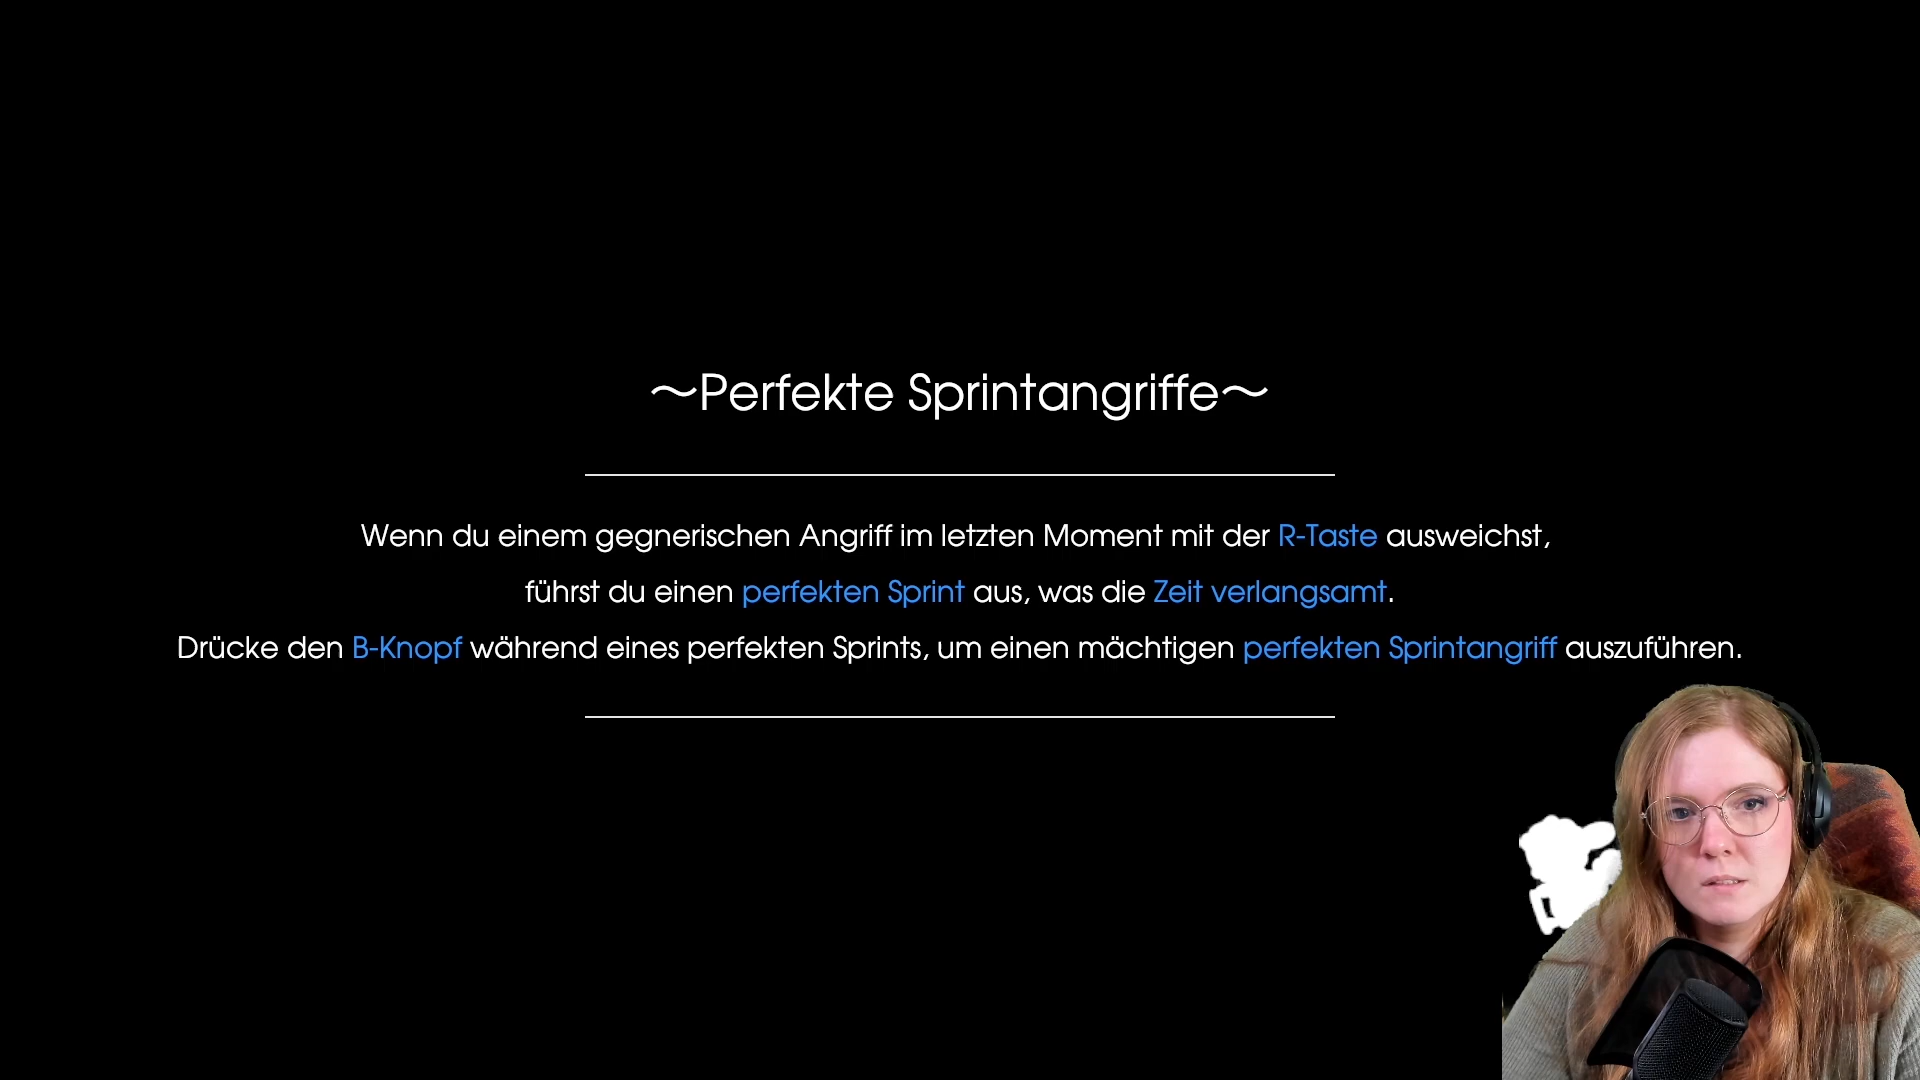 ～Perfekte Sprintangriffe～
Wenn du einem gegnerischen Angriff im letzten Moment mit der R-Taste ausweichst,
führst du einen perfekten Sprint aus, was die Zeit verlangsamt.
Drücke den B-Knopf während eines perfekten Sprints, um einen mächtigen perfekten Sprintangriff auszuführen.